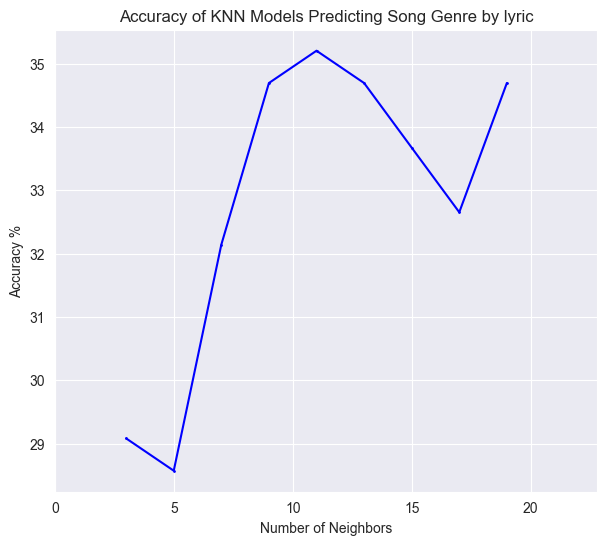 Accuracy of KNN Models Predicting Song Genre by lyric
35
34
33
32
31
30
29
Accuracy %
0 5 10 15 20
Number of Neighbors